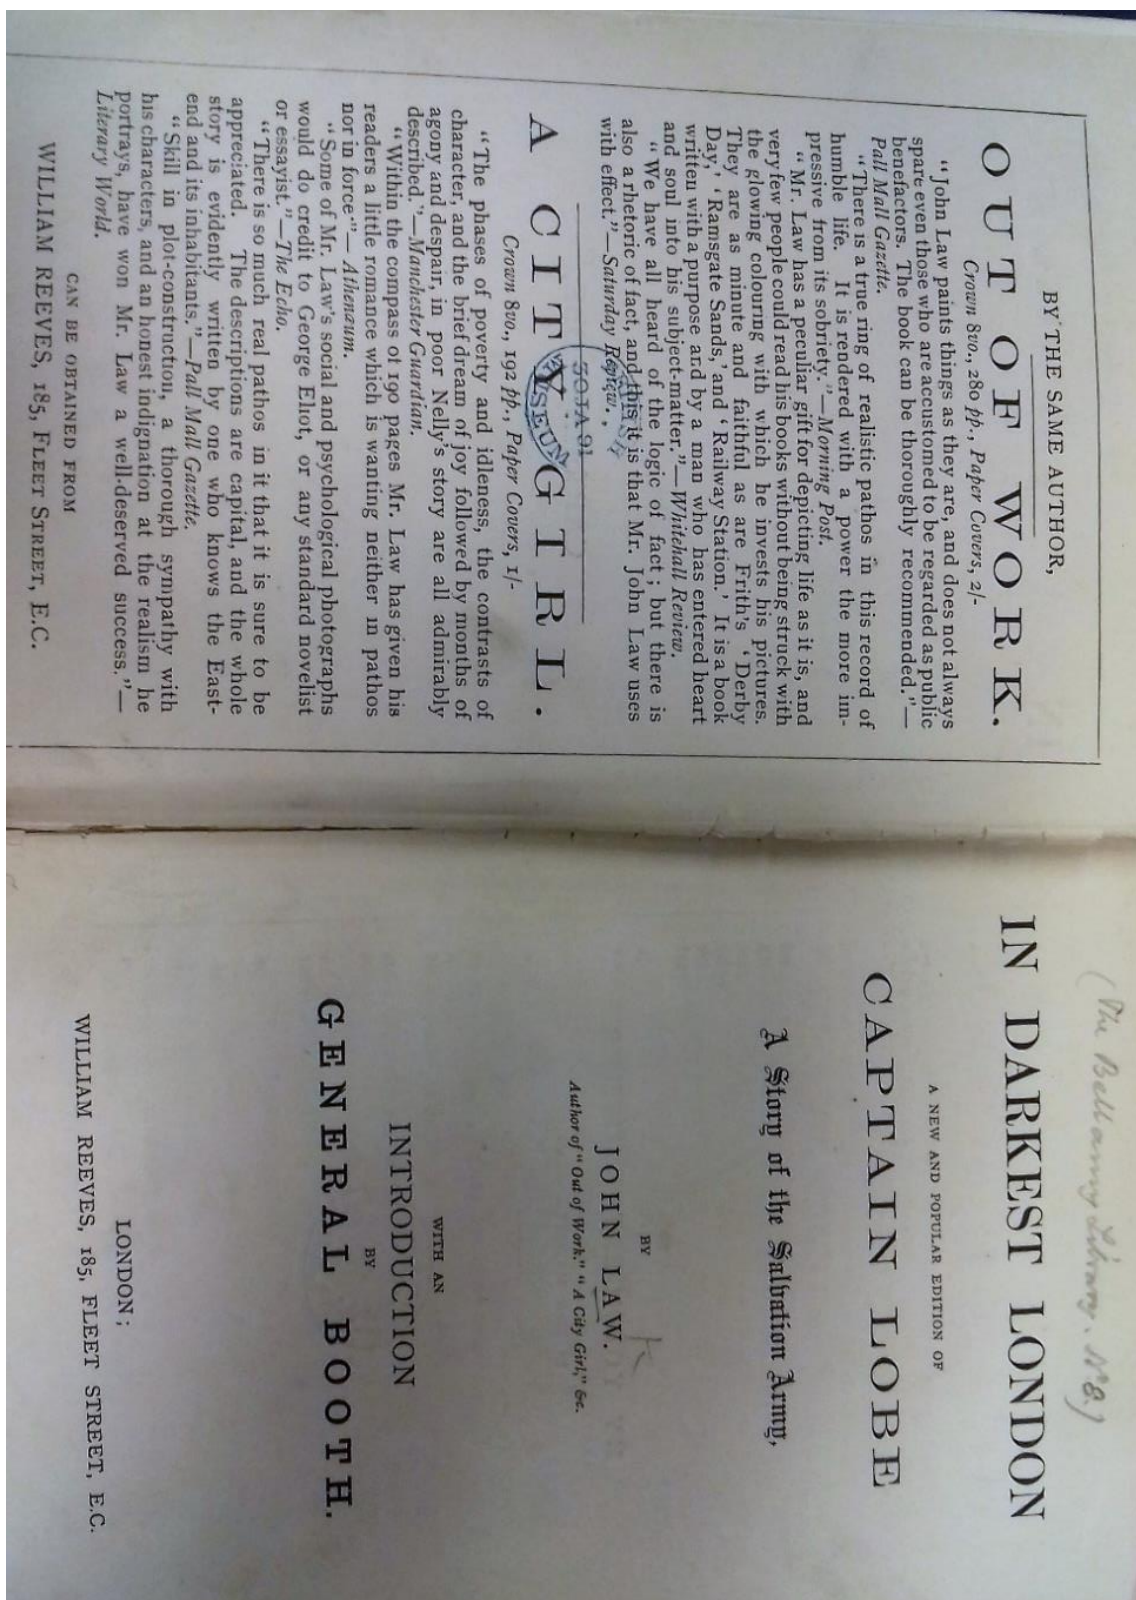 BY THE SAME AUTHOR,
OUT OF WORK.
Crown 8vo., 280 pp., Paper Covers, 2/-
“John Law paints things as they are, and does not always
spare even those who are accustomed to be regarded as public
benefactors. The book can be thoroughly recommended.”—
Pall Mall Gazette.
“There is a true ring of realistic pathos in this record of
humble life. It is rendered with a power the more im-
pressive from its sobriety.”—Morning Post.
“Mr. Law has a peculiar gift for depicting life as it is, and
very few people could read his books without being struck with
the glowing colouring with which he invests his pictures.
They are as minute and faithful as are Frith's ‘Derby
Day,’ ‘Ramsgate Sands,’ and ‘Railway Station.’ It is a book
written with a purpose and by a man who has entered heart
and soul into his subject-matter.”—Whitehall Review.
“We have all heard of the logic of fact; but there is
also a rhetoric of fact, and this it is that Mr. John Law uses
with effect.”—Saturday Review.
30 JA 91
A CITY GIRL.
Crown 8vo., 192 pp., Paper Covers, 1/-
“The phases of poverty and idleness, the contrasts of
character, and the brief dream of joy followed by months of
agony and despair, in poor Nelly's story are all admirably
described.”—Manchester Guardian.
“Within the compass of 190 pages Mr. Law has given his
readers a little romance which is wanting neither in pathos
nor in force”—Athenæum.
“Some of Mr. Law's social and psychological photographs
would do credit to George Eliot, or any standard novelist
or essayist.”—The Echo.
“There is so much real pathos in it that it is sure to be
appreciated. The descriptions are capital, and the whole
story is evidently written by one who knows the East-
end and its inhabitants.”—Pall Mall Gazette.
“Skill in plot-construction, a thorough sympathy with
his characters, and an honest indignation at the realism he
portrays, have won Mr. Law a well-deserved success.”—
Literary World.
CAN BE OBTAINED FROM
WILLIAM REEVES, 185, FLEET STREET, E.C.
(The Bellamy Library. No 8.)
IN DARKEST LONDON
A NEW AND POPULAR EDITION OF
CAPTAIN LOBE
A Story of the Salvation Army,
BY
JOHN LAW.
Author of “Out of Work,” “A City Girl,” &c.
WITH AN
INTRODUCTION
BY
GENERAL BOOTH.
LONDON:
WILLIAM REEVES, 185, FLEET STREET, E.C.